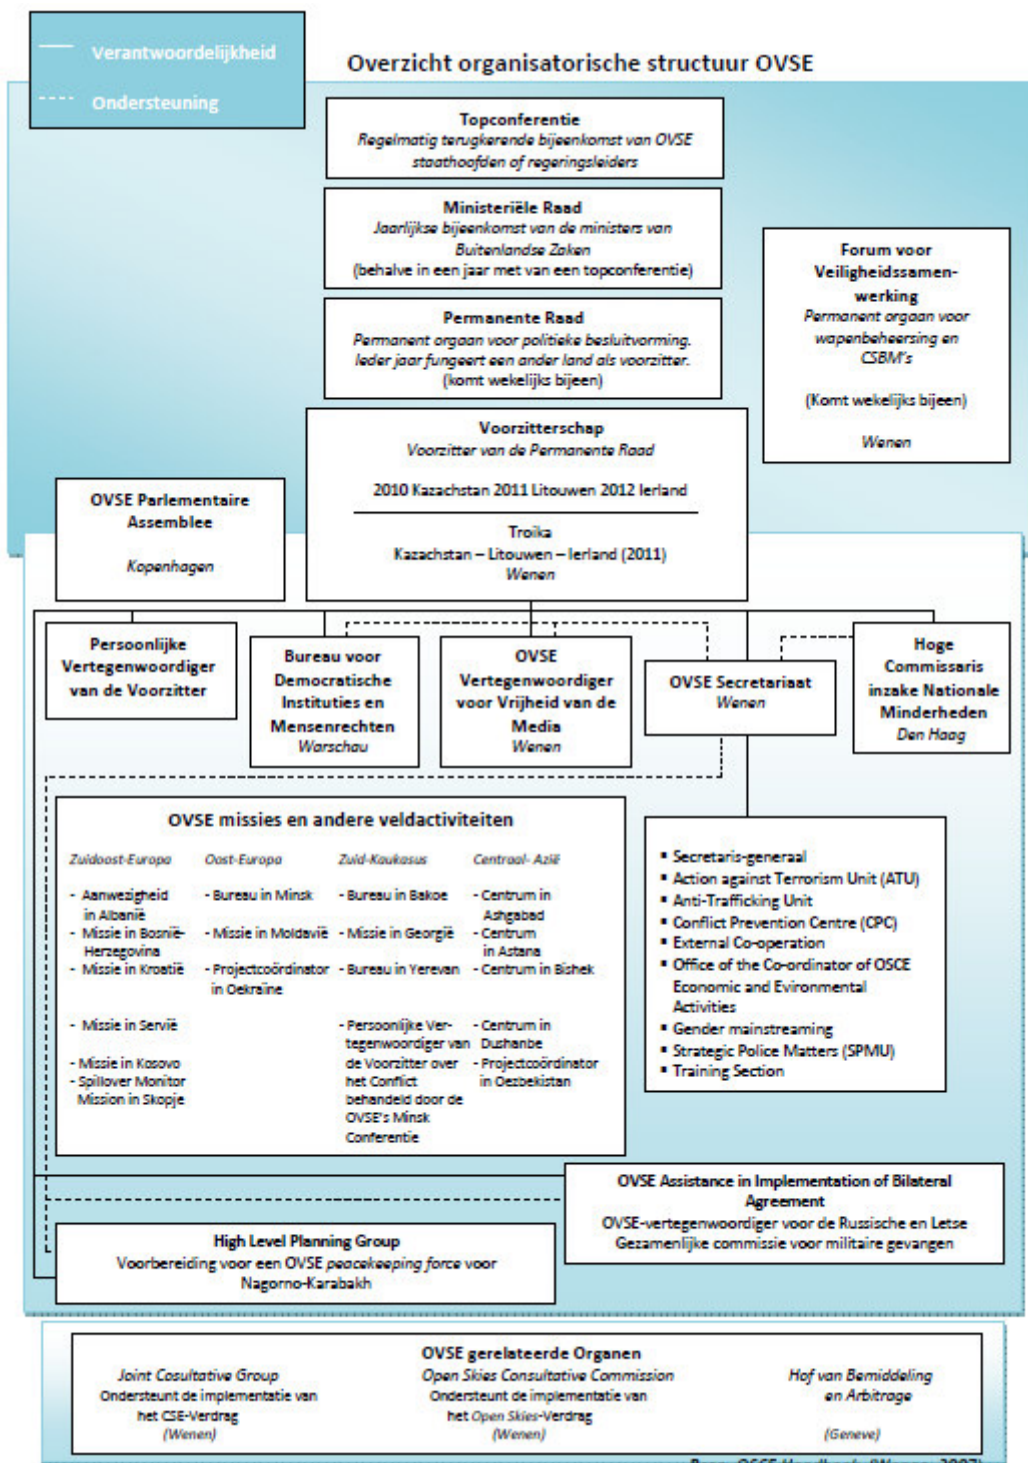 Verantwoordelijkheid
Ondersteuning
Overzicht organisatorische structuur OVSE
Topconferentie
Regelmatig terugkerende bijeenkomst van OVSE
staathoofden of regeringsleiders
Ministeriële Raad
Jaarlijkse bijeenkomst van de ministers van
Buitenlandse Zaken
(behalve in een jaar met van een topconferentie)
Forum voor
Veiligheidssamen-
werking
Permanent orgaan voor
wapenbeheersing en
CSBM's
(Komt wekelijks bijeen)
Wenen
Permanente Raad
Permanent orgaan voor politieke besluitvorming.
Ieder jaar fungeert een ander land als voorzitter.
(komt wekelijks bijeen)
Voorzitterschap
Voorzitter van de Permanente Raad
2010 Kazachstan 2011 Litouwen 2012 Ierland
Troika
Kazachstan – Litouwen – Ierland (2011)
Wenen
OVSE Parlementaire
Assemblee
Kopenhagen
Persoonlijke
Vertegenwoordiger
van de Voorzitter
Bureau voor
Democratische
Instituties en
Mensenrechten
Warschau
OVSE
Vertegenwoordiger
voor Vrijheid van de
Media
Wenen
OVSE Secretariaat
Wenen
Hoge
Commissaris
inzake Nationale
Minderheden
Den Haag
OVSE missies en andere veldactiviteiten
Zuidoost-Europa
- Aanwezigheid
in Albanië
- Missie in Bosnië-
Herzegovina
- Missie in Kroatië
- Missie in Servië
- Missie in Kosovo
- Spillover Monitor
Mission in Skopje
Oost-Europa
- Bureau in Minsk
- Missie in Moldavië
- Projectcoördinator
in Oekraïne
Zuid-Kaukasus
- Bureau in Bakoe
- Missie in Georgië
- Bureau in Yerevan
- Persoonlijke Ver-
tegenwoordiger van
de Voorzitter over
het Conflict
behandeld door de
OVSE's Minsk
Conferentie
Centraal- Azië
- Centrum in
Ashgabad
- Centrum
in Astana
- Centrum in Bishek
- Centrum in
Dushanbe
- Projectcoördinator
in Oezbekistan
▪ Secretaris-generaal
▪ Action against Terrorism Unit (ATU)
▪ Anti-Trafficking Unit
▪ Conflict Prevention Centre (CPC)
▪ External Co-operation
▪ Office of the Co-ordinator of OSCE
Economic and Evironmental
Activities
▪ Gender mainstreaming
▪ Strategic Police Matters (SPMU)
▪ Training Section
OVSE Assistance in Implementation of Bilateral
Agreement
OVSE-vertegenwoordiger voor de Russische en Letse
Gezamenlijke commissie voor militaire gevangen
High Level Planning Group
Voorbereiding voor een OVSE peacekeeping force voor
Nagorno-Karabakh
OVSE gerelateerde Organen
Joint Cosultative Group
Ondersteunt de implementatie van
het CSE-Verdrag
(Wenen)
Open Skies Consultative Commission
Ondersteunt de implementatie van
het Open Skies-Verdrag
(Wenen)
Hof van Bemiddeling
en Arbitrage
(Geneve)